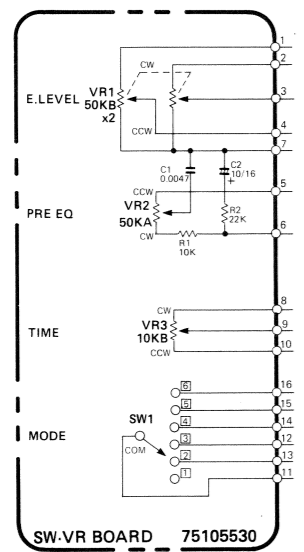 1
CW
2
E.LEVEL
VR1
50KB
x2
3
4
CCW
7
C1
0.0047
C2
10/16
+
CCW
5
PRE EQ
VR2
50KA
R2
22K
CW
6
R1
10K
CW
8
TIME
VR3
10KB
9
CCW
10
6
16
5
15
SW1
4
14
3
12
MODE
COM
2
13
1
11
SW·VR BOARD 75105530